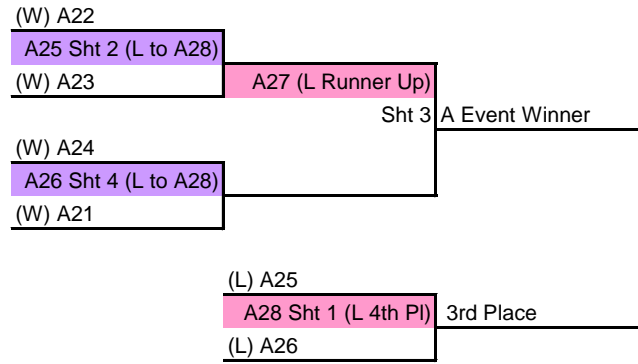 (W) A22
A25 Sht 2 (L to A28)
(W) A23
A27 (L Runner Up)
Sht 3
A Event Winner
(W) A24
A26 Sht 4 (L to A28)
(W) A21
(L) A25
A28 Sht 1 (L 4th Pl)
3rd Place
(L) A26